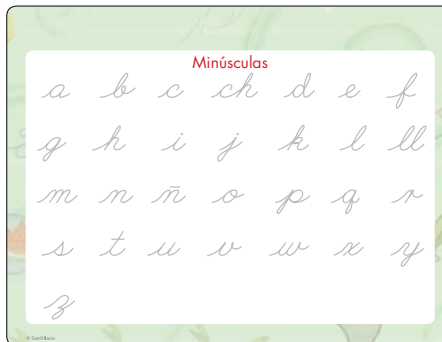 Minúsculas
a b c ch d e f
g h i j k l ll
m n ñ o p q r
s t u v w x y
z
© Santillana